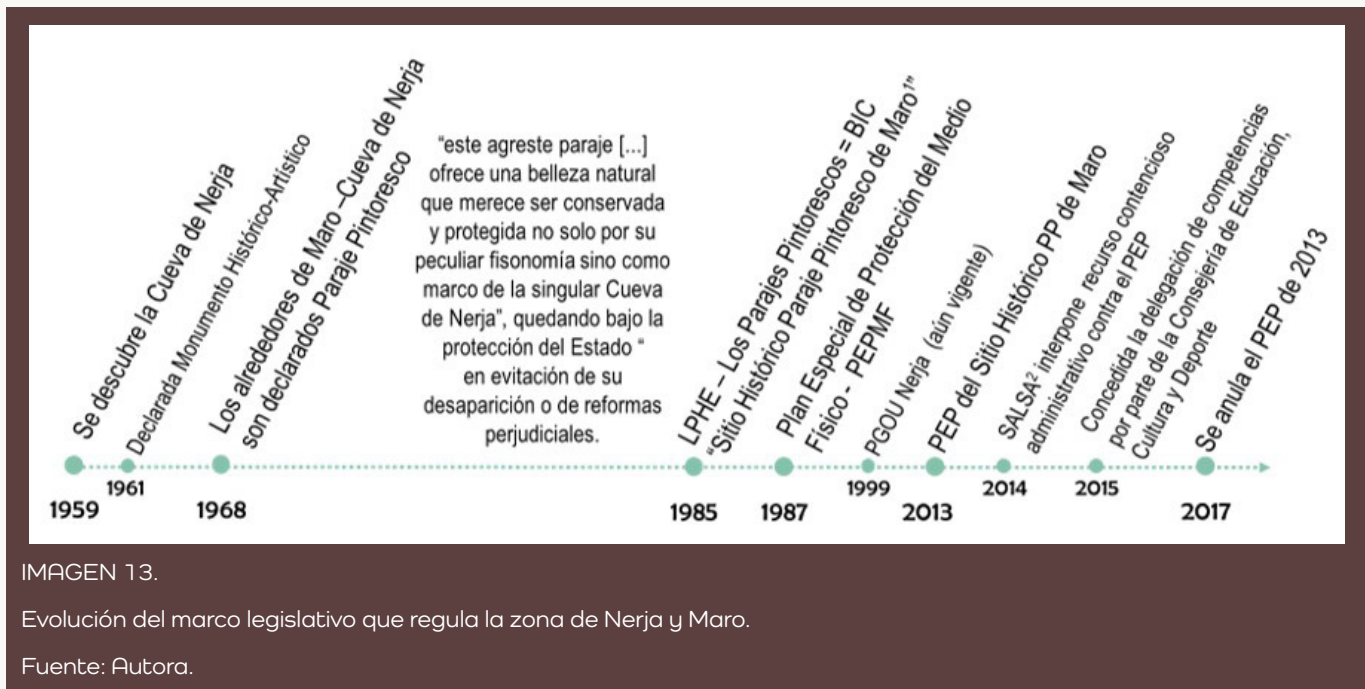 Se descubre la Cueva de Nerja
Declarada Monumento Histórico-Artístico
Los alrededores de Maro –Cueva de Nerja
son declarados Paraje Pintoresco
“este agreste paraje [...]
ofrece una belleza natural
que merece ser conservada
y protegida no solo por su
peculiar fisonomía sino como
marco de la singular Cueva
de Nerja”, quedando bajo la
protección del Estado “
en evitación de su
desaparición o de reformas
perjudiciales.
LPHE – Los Parajes Pintorescos = BIC
“Sitio Histórico Paraje Pintoresco de Maro¹”
Plan Especial de Protección del Medio
Físico - PEPMF
PGOU Nerja (aún vigente)
PEP del Sitio Histórico PP de Maro
SALSA² interpone recurso contencioso
administrativo contra el PEP
Concedida la delegación de competencias
por parte de la Consejería de Educación,
Cultura y Deporte
Se anula el PEP de 2013
1959
1961
1968
1985
1987
1999
2013
2014
2015
2017
IMAGEN 13.
Evolución del marco legislativo que regula la zona de Nerja y Maro.
Fuente: Autora.